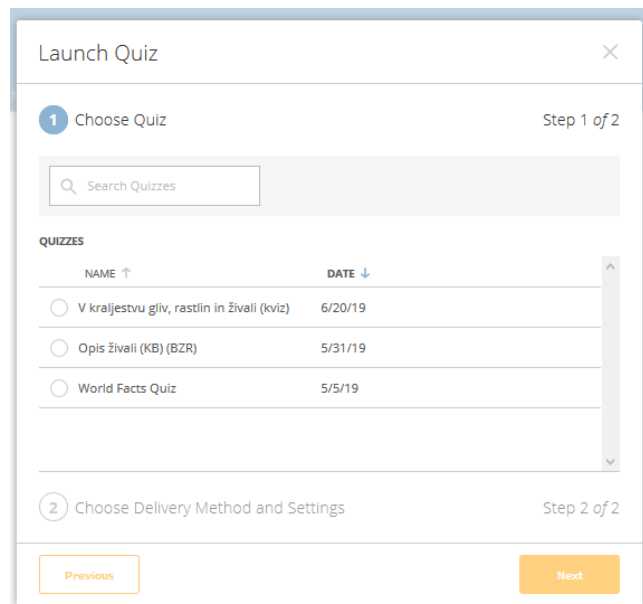 Launch Quiz
1 Choose Quiz Step 1 of 2
Search Quizzes
QUIZZES
NAME DATE
V kraljestvu gliv, rastlin in živali (kviz) 6/20/19
Opis živali (KB) (BZR) 5/31/19
World Facts Quiz 5/5/19
2 Choose Delivery Method and Settings Step 2 of 2
Previous Next